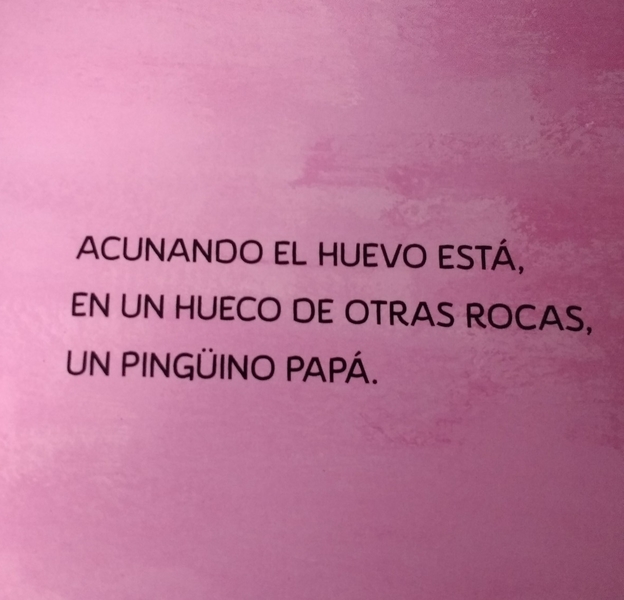 ACUNANDO EL HUEVO ESTÁ,
EN UN HUECO DE OTRAS ROCAS,
UN PINGÜINO PAPÁ.